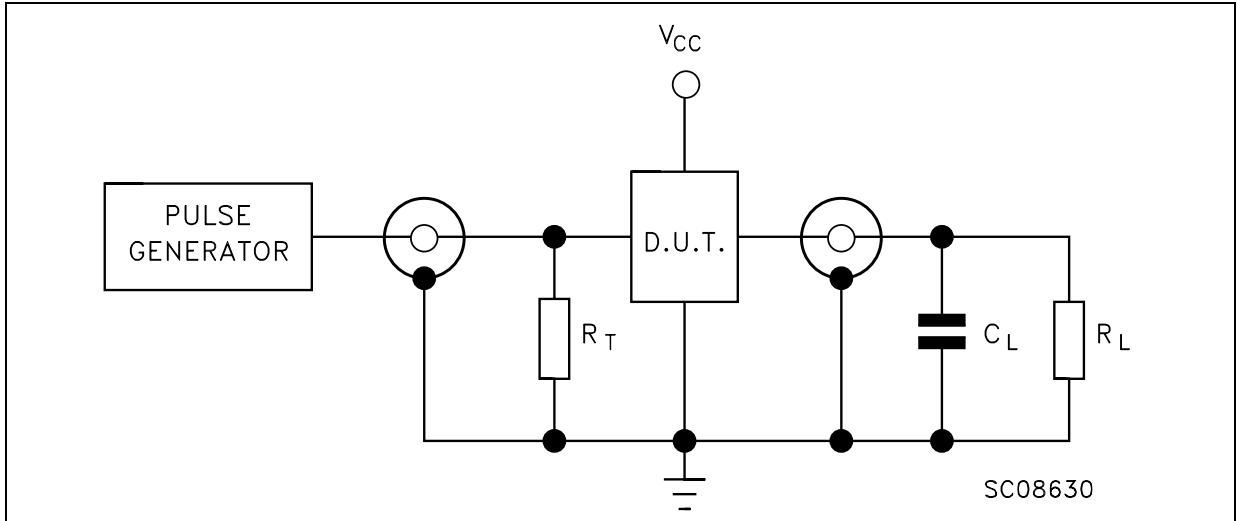 VCC
PULSE
GENERATOR
D.U.T.
RT
CL
RL
SC08630